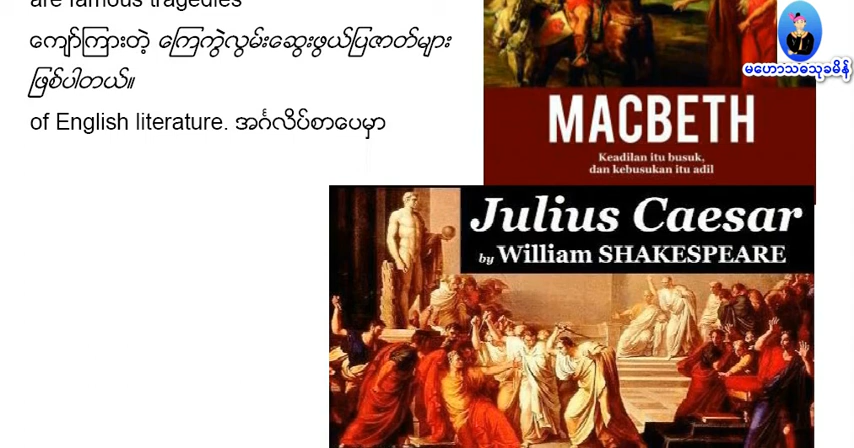 are famous tragedies
ကျော်ကြားတဲ့ ကြေကွဲလွမ်းဆွေးဖွယ်ပြဇာတ်များ
ဖြစ်ပါတယ်။
of English literature. အင်္ဂလိပ်စာပေမှာ
မဟောသဓသုခမိန်
MACBETH
Keadilan itu busuk,
dan kebusukan itu adil
Julius Caesar
by William SHAKESPEARE